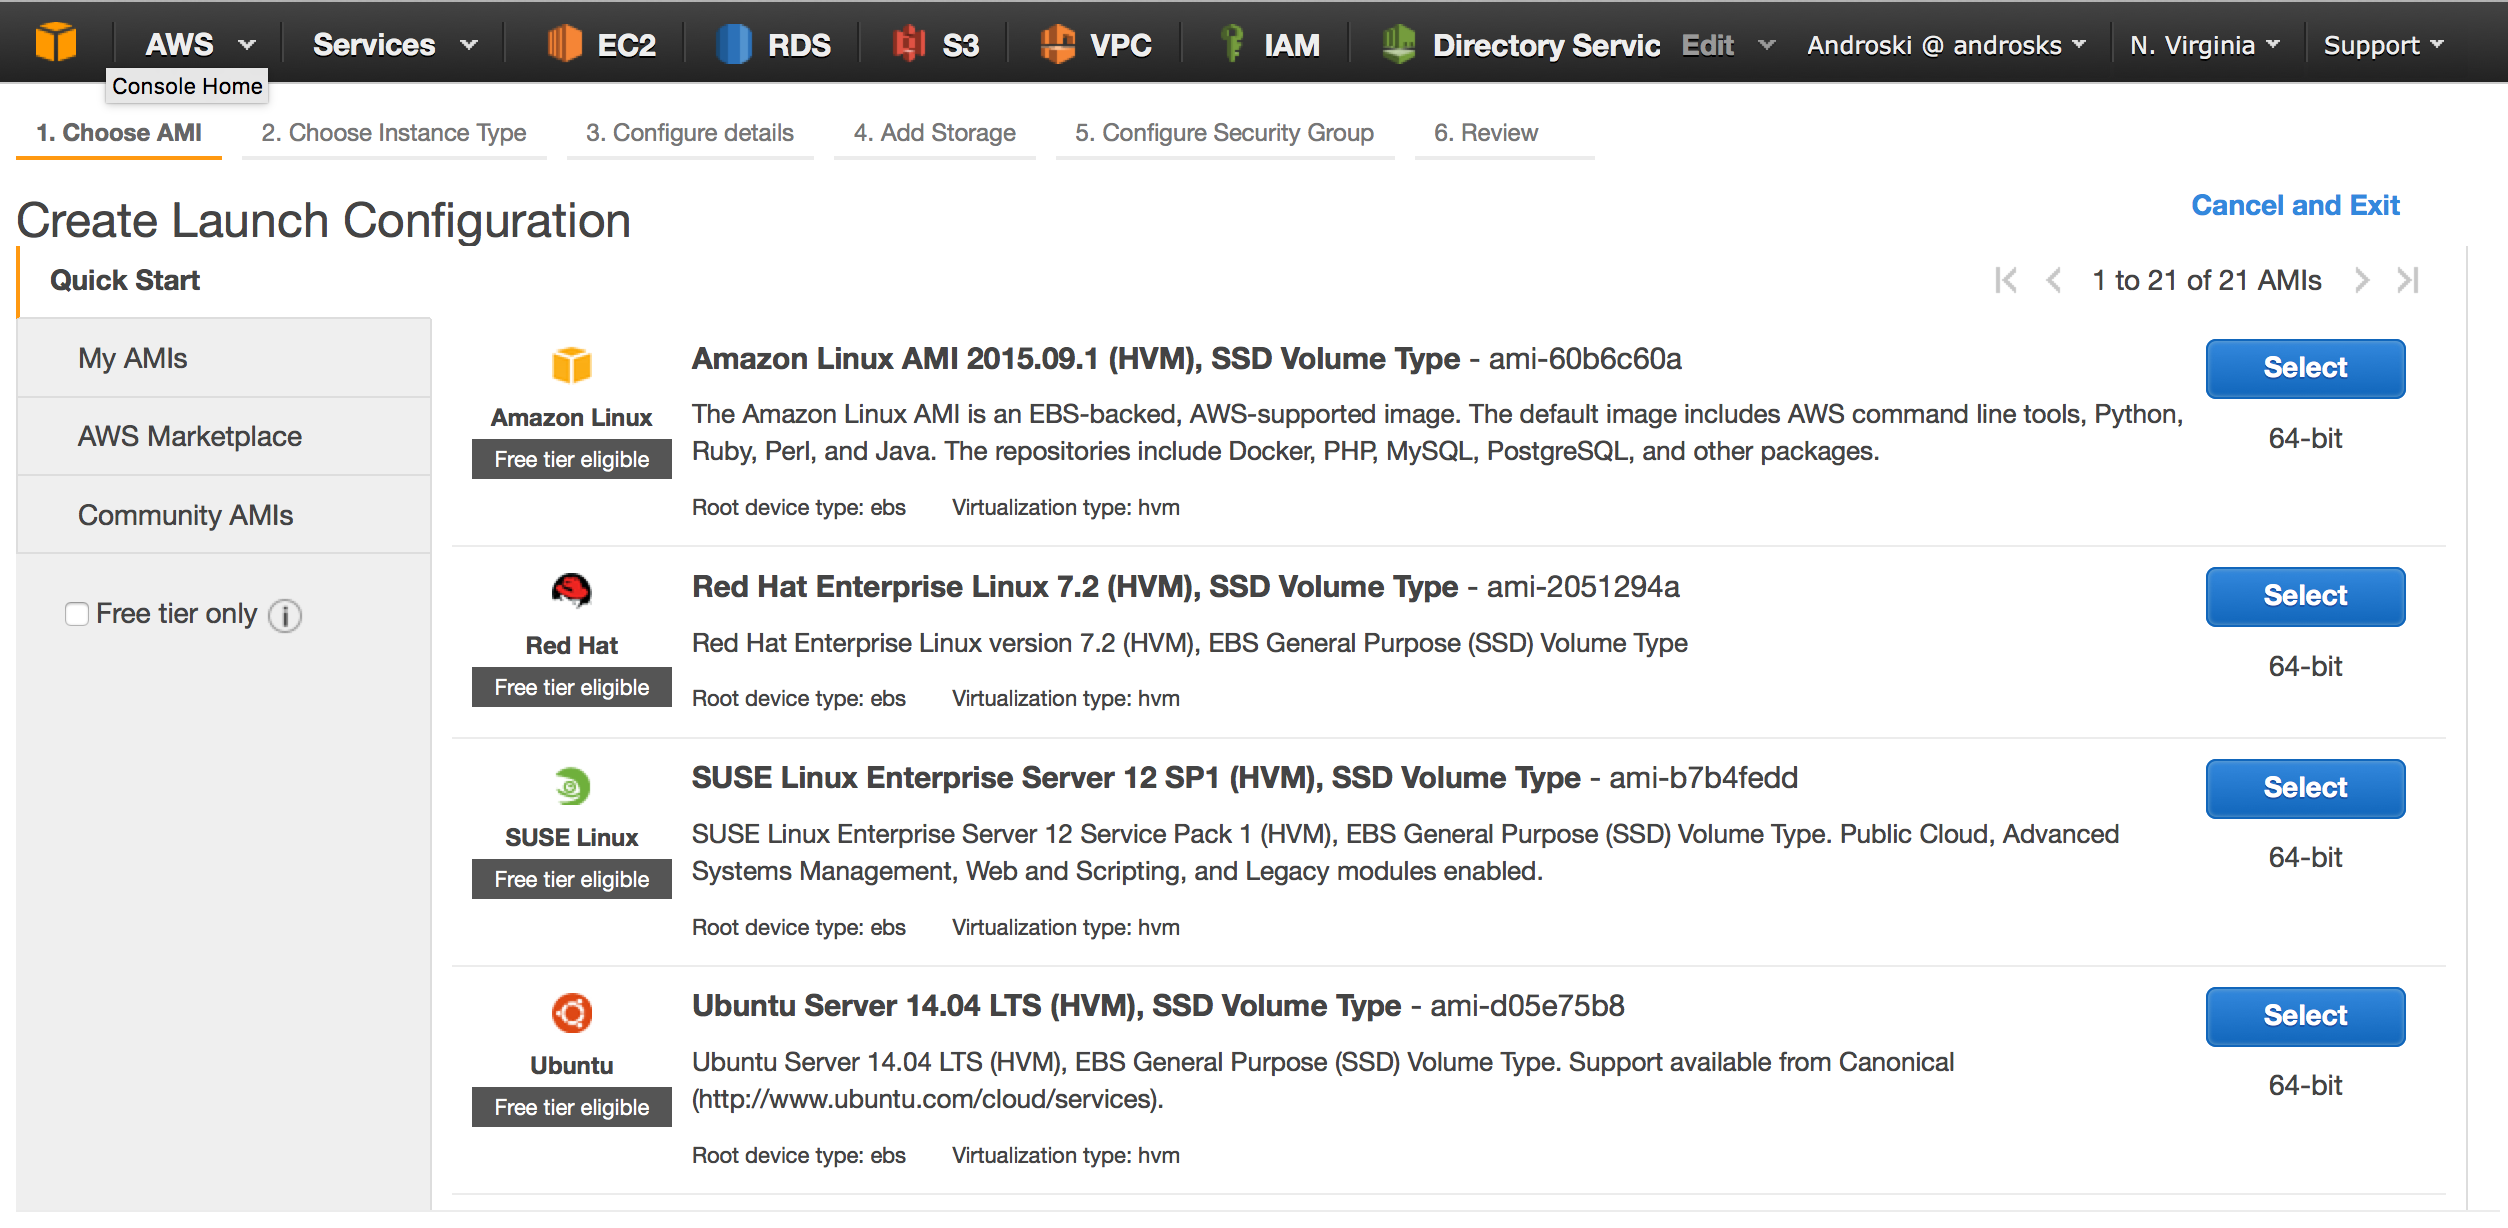 AWS Services EC2 RDS S3 VPC IAM Directory Servic Edit Androski @ androsks N. Virginia Support
Console Home
1. Choose AMI 2. Choose Instance Type 3. Configure details 4. Add Storage 5. Configure Security Group 6. Review
Create Launch Configuration
Cancel and Exit
Quick Start
1 to 21 of 21 AMIs
My AMIs
AWS Marketplace
Community AMIs
Free tier only
Amazon Linux
Free tier eligible
Amazon Linux AMI 2015.09.1 (HVM), SSD Volume Type - ami-60b6c60a
The Amazon Linux AMI is an EBS-backed, AWS-supported image. The default image includes AWS command line tools, Python,
Ruby, Perl, and Java. The repositories include Docker, PHP, MySQL, PostgreSQL, and other packages.
Root device type: ebs Virtualization type: hvm
Select
64-bit
Red Hat
Free tier eligible
Red Hat Enterprise Linux 7.2 (HVM), SSD Volume Type - ami-2051294a
Red Hat Enterprise Linux version 7.2 (HVM), EBS General Purpose (SSD) Volume Type
Root device type: ebs Virtualization type: hvm
Select
64-bit
SUSE Linux
Free tier eligible
SUSE Linux Enterprise Server 12 SP1 (HVM), SSD Volume Type - ami-b7b4fedd
SUSE Linux Enterprise Server 12 Service Pack 1 (HVM), EBS General Purpose (SSD) Volume Type. Public Cloud, Advanced
Systems Management, Web and Scripting, and Legacy modules enabled.
Root device type: ebs Virtualization type: hvm
Select
64-bit
Ubuntu
Free tier eligible
Ubuntu Server 14.04 LTS (HVM), SSD Volume Type - ami-d05e75b8
Ubuntu Server 14.04 LTS (HVM), EBS General Purpose (SSD) Volume Type. Support available from Canonical
(http://www.ubuntu.com/cloud/services).
Root device type: ebs Virtualization type: hvm
Select
64-bit